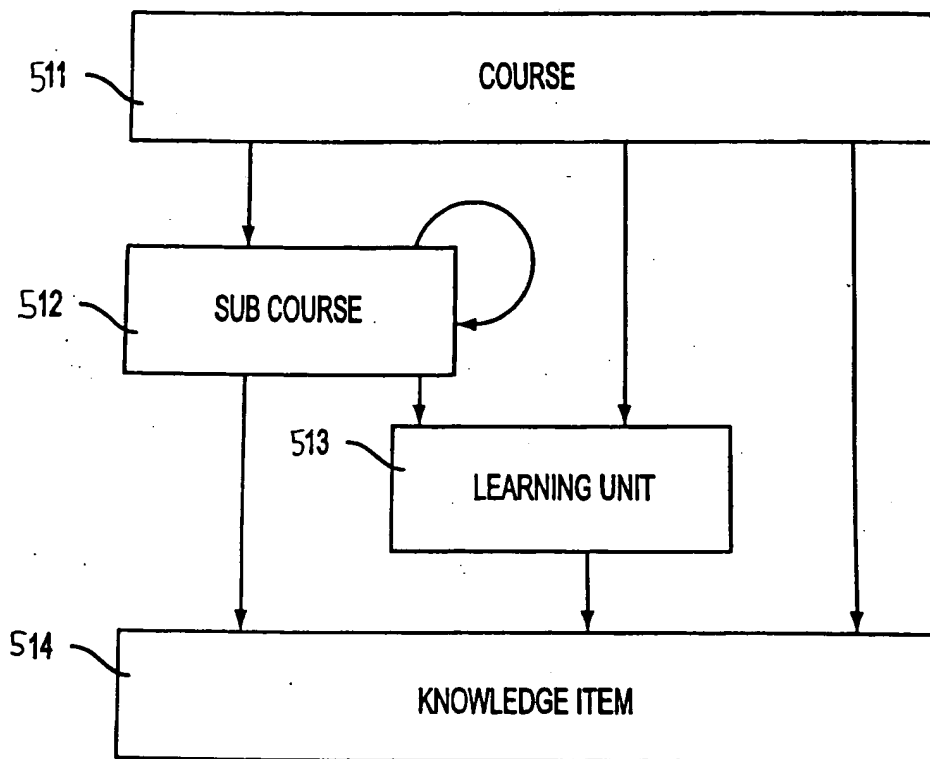 511
COURSE
512
SUB COURSE
513
LEARNING UNIT
514
KNOWLEDGE ITEM